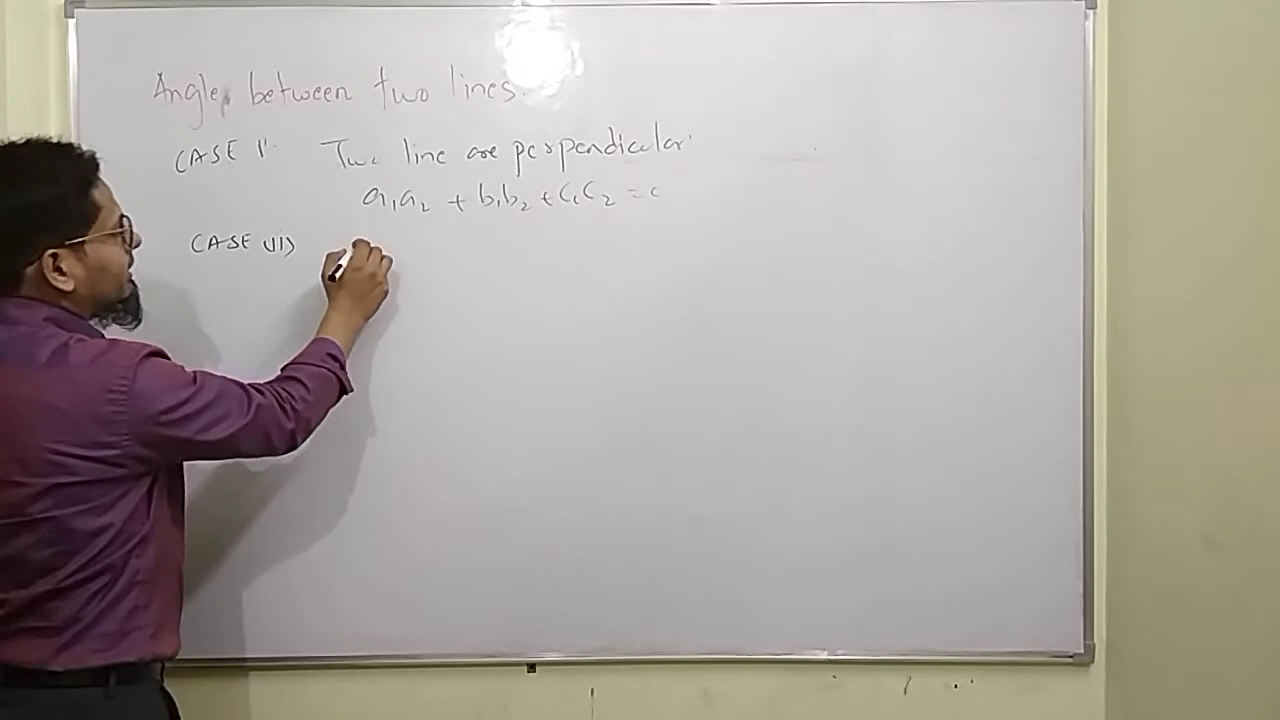 Angle between two lines.
CASE I. Two line are perpendicular
a₁a₂ + b₁b₂ + c₁c₂ = 0
CASE (II)